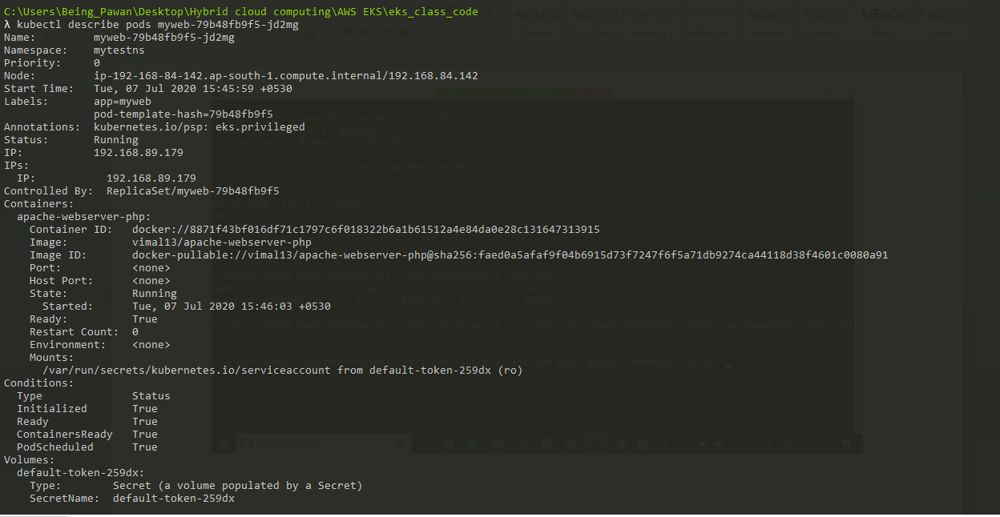 C:\Users\Being_Pawan\Desktop\Hybrid cloud computing\AWS EKS\eks_class_code
λ kubectl describe pods myweb-79b48fb9f5-jd2mg
Name:         myweb-79b48fb9f5-jd2mg
Namespace:    mytestns
Priority:     0
Node:         ip-192-168-84-142.ap-south-1.compute.internal/192.168.84.142
Start Time:   Tue, 07 Jul 2020 15:45:59 +0530
Labels:       app=myweb
              pod-template-hash=79b48fb9f5
Annotations:  kubernetes.io/psp: eks.privileged
Status:       Running
IP:           192.168.89.179
IPs:
  IP:           192.168.89.179
Controlled By:  ReplicaSet/myweb-79b48fb9f5
Containers:
  apache-webserver-php:
    Container ID:   docker://8871f43bf016df71c1797c6f018322b6a1b61512a4e84da0e28c131647313915
    Image:          vimal13/apache-webserver-php
    Image ID:       docker-pullable://vimal13/apache-webserver-php@sha256:faed0a5afaf9f04b6915d73f7247f6f5a71db9274ca44118d38f4601c0080a91
    Port:           <none>
    Host Port:      <none>
    State:          Running
      Started:      Tue, 07 Jul 2020 15:46:03 +0530
    Ready:          True
    Restart Count:  0
    Environment:    <none>
    Mounts:
      /var/run/secrets/kubernetes.io/serviceaccount from default-token-259dx (ro)
Conditions:
  Type              Status
  Initialized       True
  Ready             True
  ContainersReady   True
  PodScheduled      True
Volumes:
  default-token-259dx:
    Type:        Secret (a volume populated by a Secret)
    SecretName:  default-token-259dx